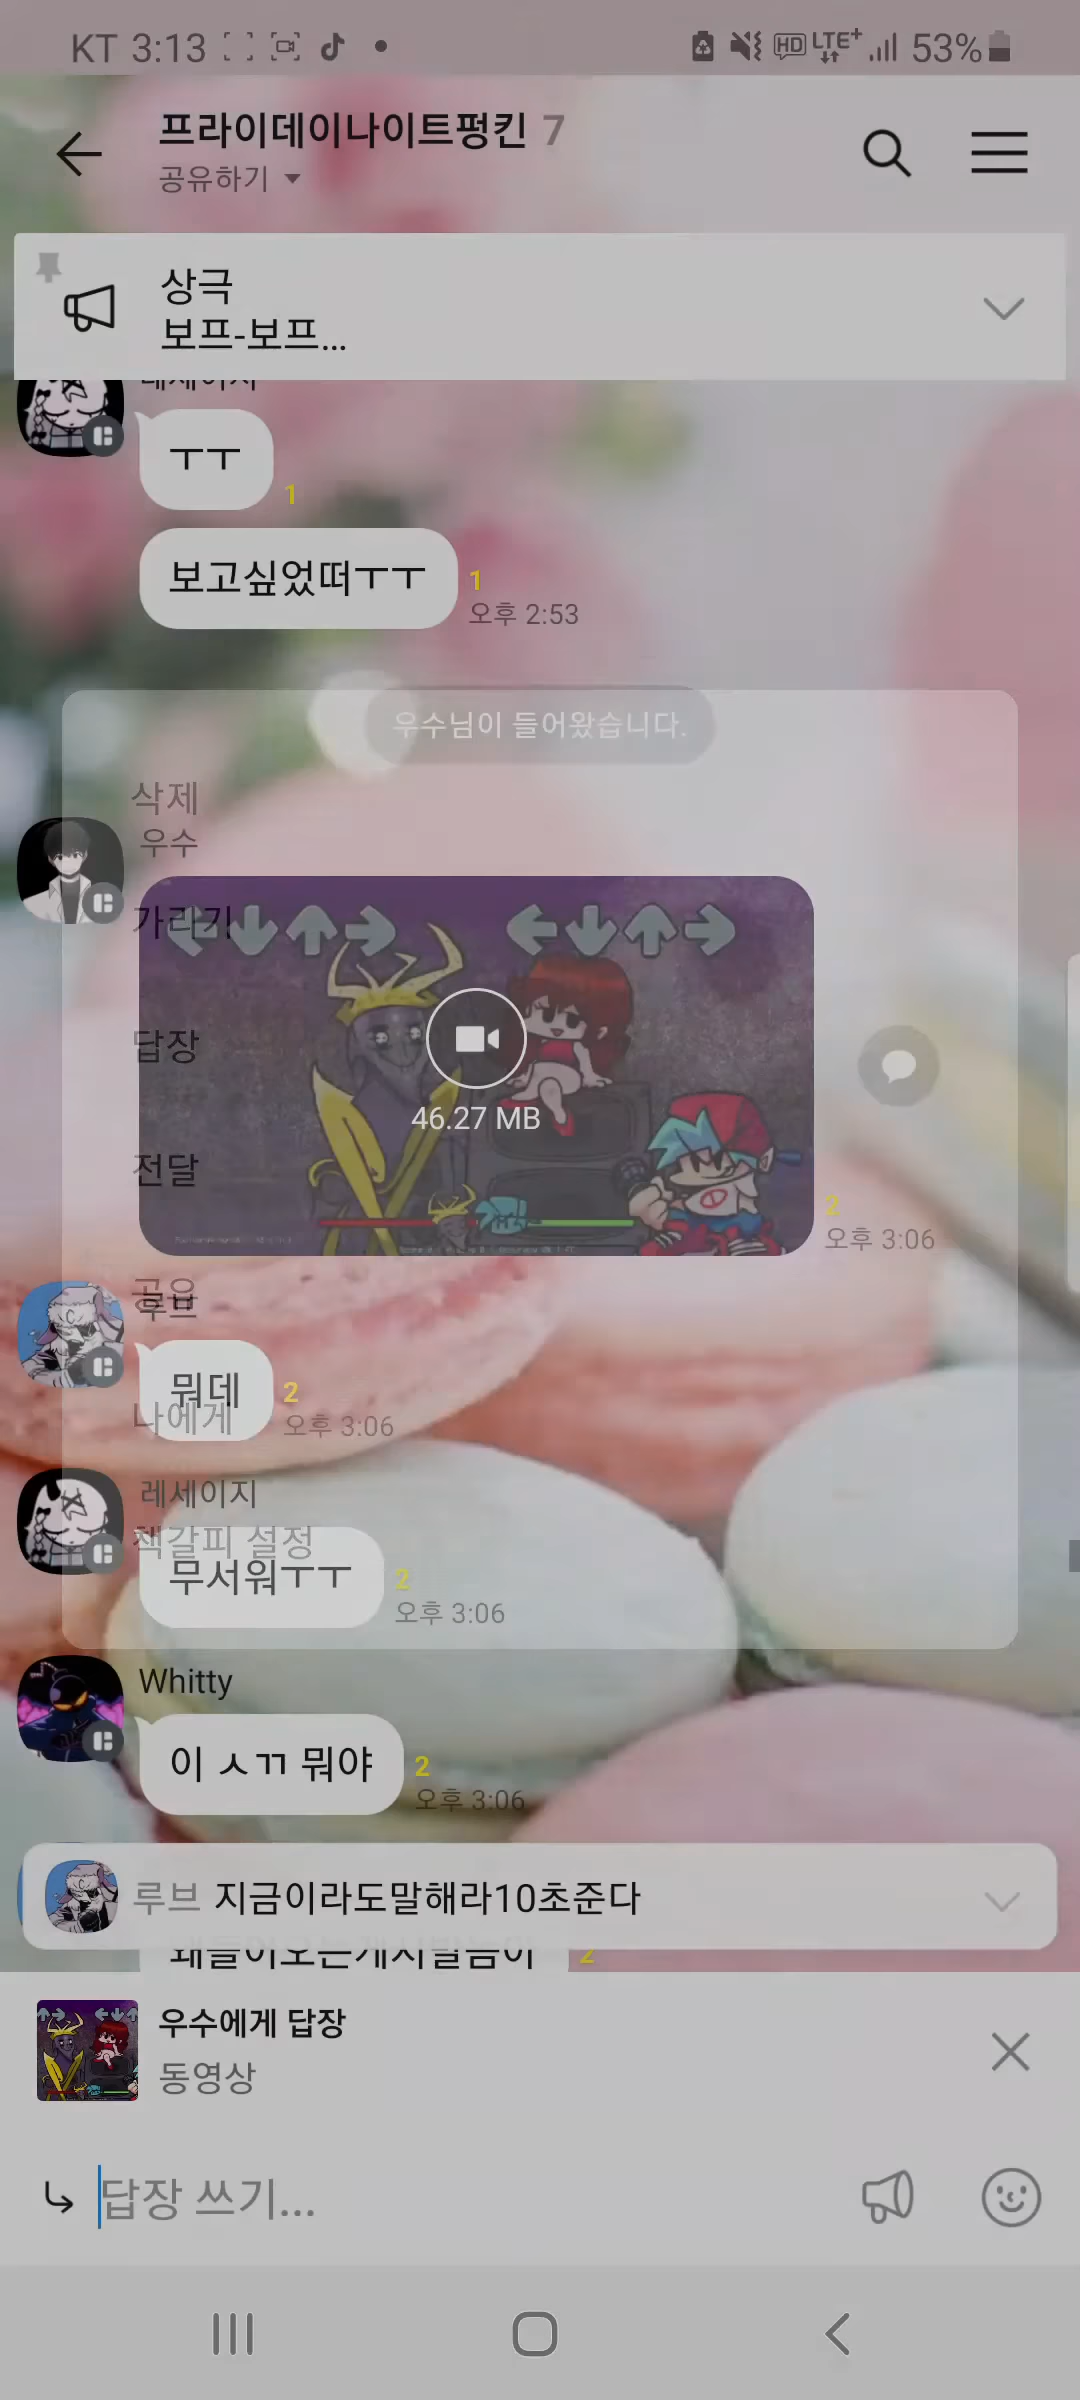 KT 3:13
HD LTE+ 53%
프라이데이나이트펑킨 7
공유하기
상극
보프-보프...
레세이지
ㅜㅜ
1
보고싶었떠ㅜㅜ
1
오후 2:53
우수님이 들어왔습니다.
삭제
우수
가리기
답장
46.27 MB
전달
2
오후 3:06
공유
루브
뭐데
2
나에게
오후 3:06
레세이지
책갈피 설정
무서워ㅜㅜ
2
오후 3:06
Whitty
이 ㅅㄲ 뭐야
2
오후 3:06
루브 지금이라도말해라10초준다
2
우수에게 답장
동영상
답장 쓰기...